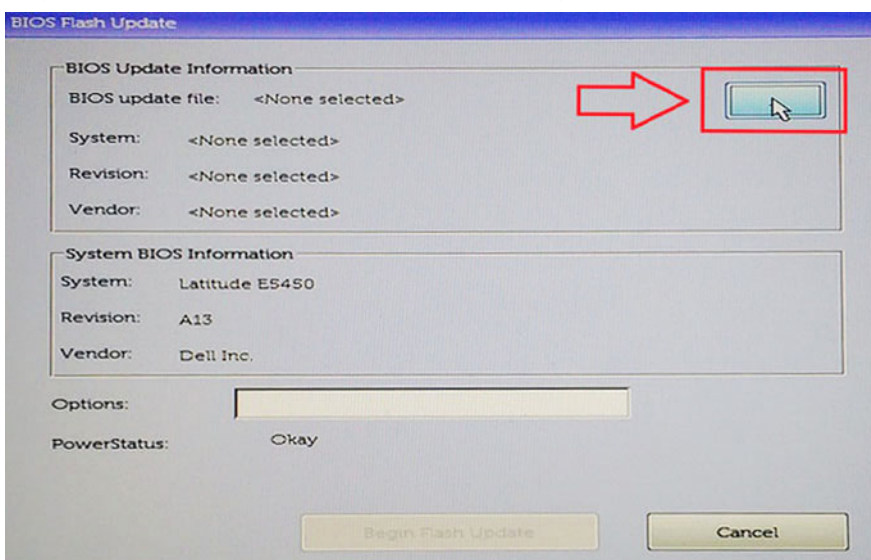 BIOS Flash Update
BIOS Update Information
BIOS update file: <None selected>
System: <None selected>
Revision: <None selected>
Vendor: <None selected>
System BIOS Information
System: Latitude E5450
Revision: A13
Vendor: Dell Inc.
Options:
PowerStatus: Okay
Begin Flash Update
Cancel